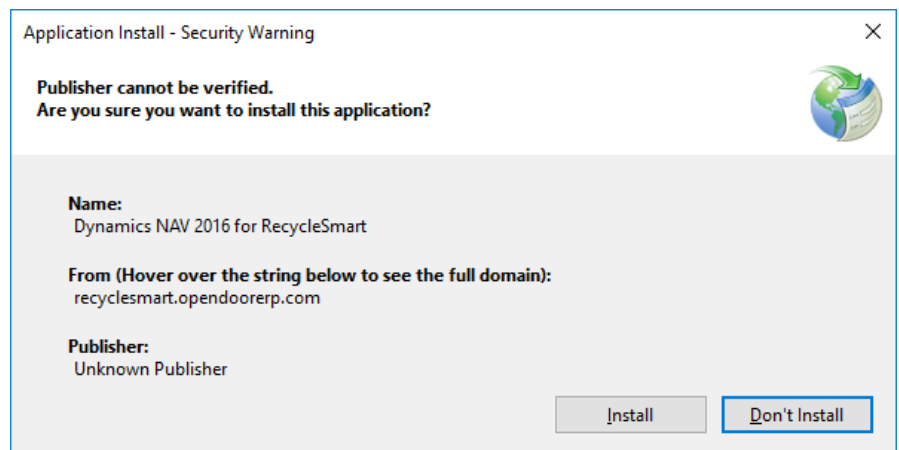 Application Install - Security Warning
Publisher cannot be verified.
Are you sure you want to install this application?
Name:
Dynamics NAV 2016 for RecycleSmart
From (Hover over the string below to see the full domain):
recyclesmart.opendoorerp.com
Publisher:
Unknown Publisher
Install
Don't Install